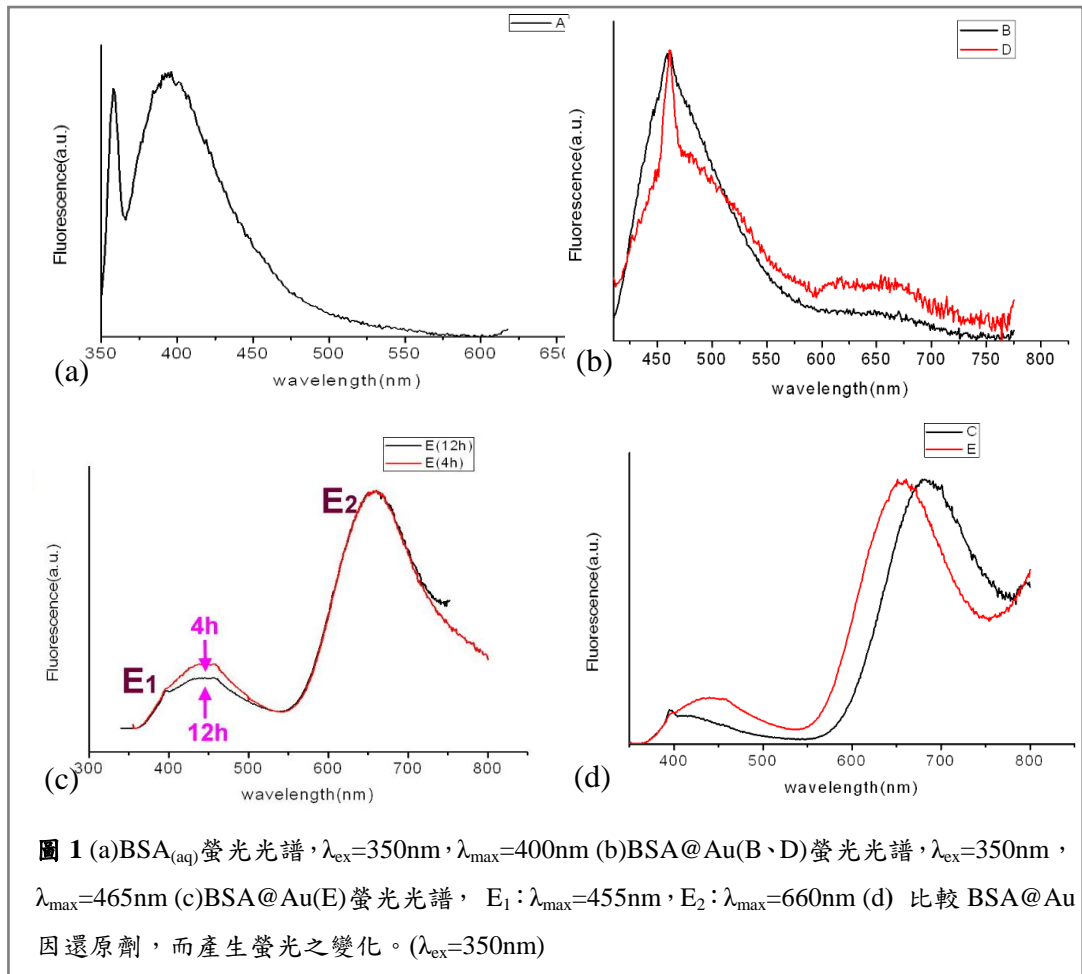 A
Fluorescence(a.u.)
350 400 450 500 550 600 650
wavelength(nm)
(a)
B
D
Fluorescence(a.u.)
450 500 550 600 650 700 750 800
wavelength(nm)
(b)
E(12h)
E(4h)
E2
4h
E1
12h
Fluorescence(a.u.)
300 400 500 600 700 800
wavelength(nm)
(c)
C
E
Fluorescence(a.u.)
400 500 600 700 800
wavelength(nm)
(d)
圖 1 (a)BSA(aq)螢光光譜,λex=350nm,λmax=400nm (b)BSA@Au(B、D)螢光光譜,λex=350nm,
λmax=465nm (c)BSA@Au(E)螢光光譜, E1:λmax=455nm,E2:λmax=660nm (d) 比較 BSA@Au
因還原劑,而產生螢光之變化。(λex=350nm)